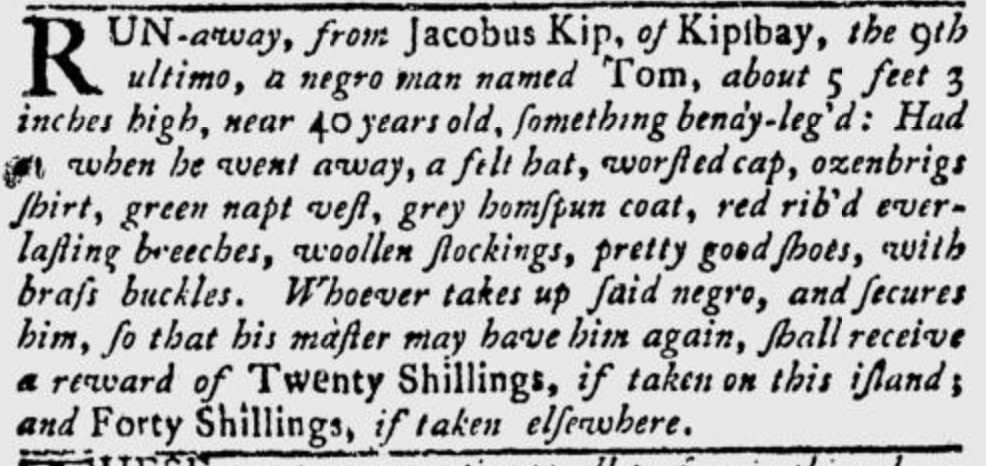 RUN-away, from Jacobus Kip, of Kipſbay, the 9th
ultimo, a negro man named Tom, about 5 feet 3
inches high, near 40 years old, ſomething bendy-leg'd: Had
when he went away, a felt hat, worſted cap, ozenbrigs
ſhirt, green napt veſt, grey homſpun coat, red rib'd ever-
laſting breeches, woollen ſtockings, pretty good ſhoes, with
braſs buckles. Whoever takes up ſaid negro, and ſecures
him, ſo that his maſter may have him again, ſhall receive
a reward of Twenty Shillings, if taken on this iſland;
and Forty Shillings, if taken elſewhere.